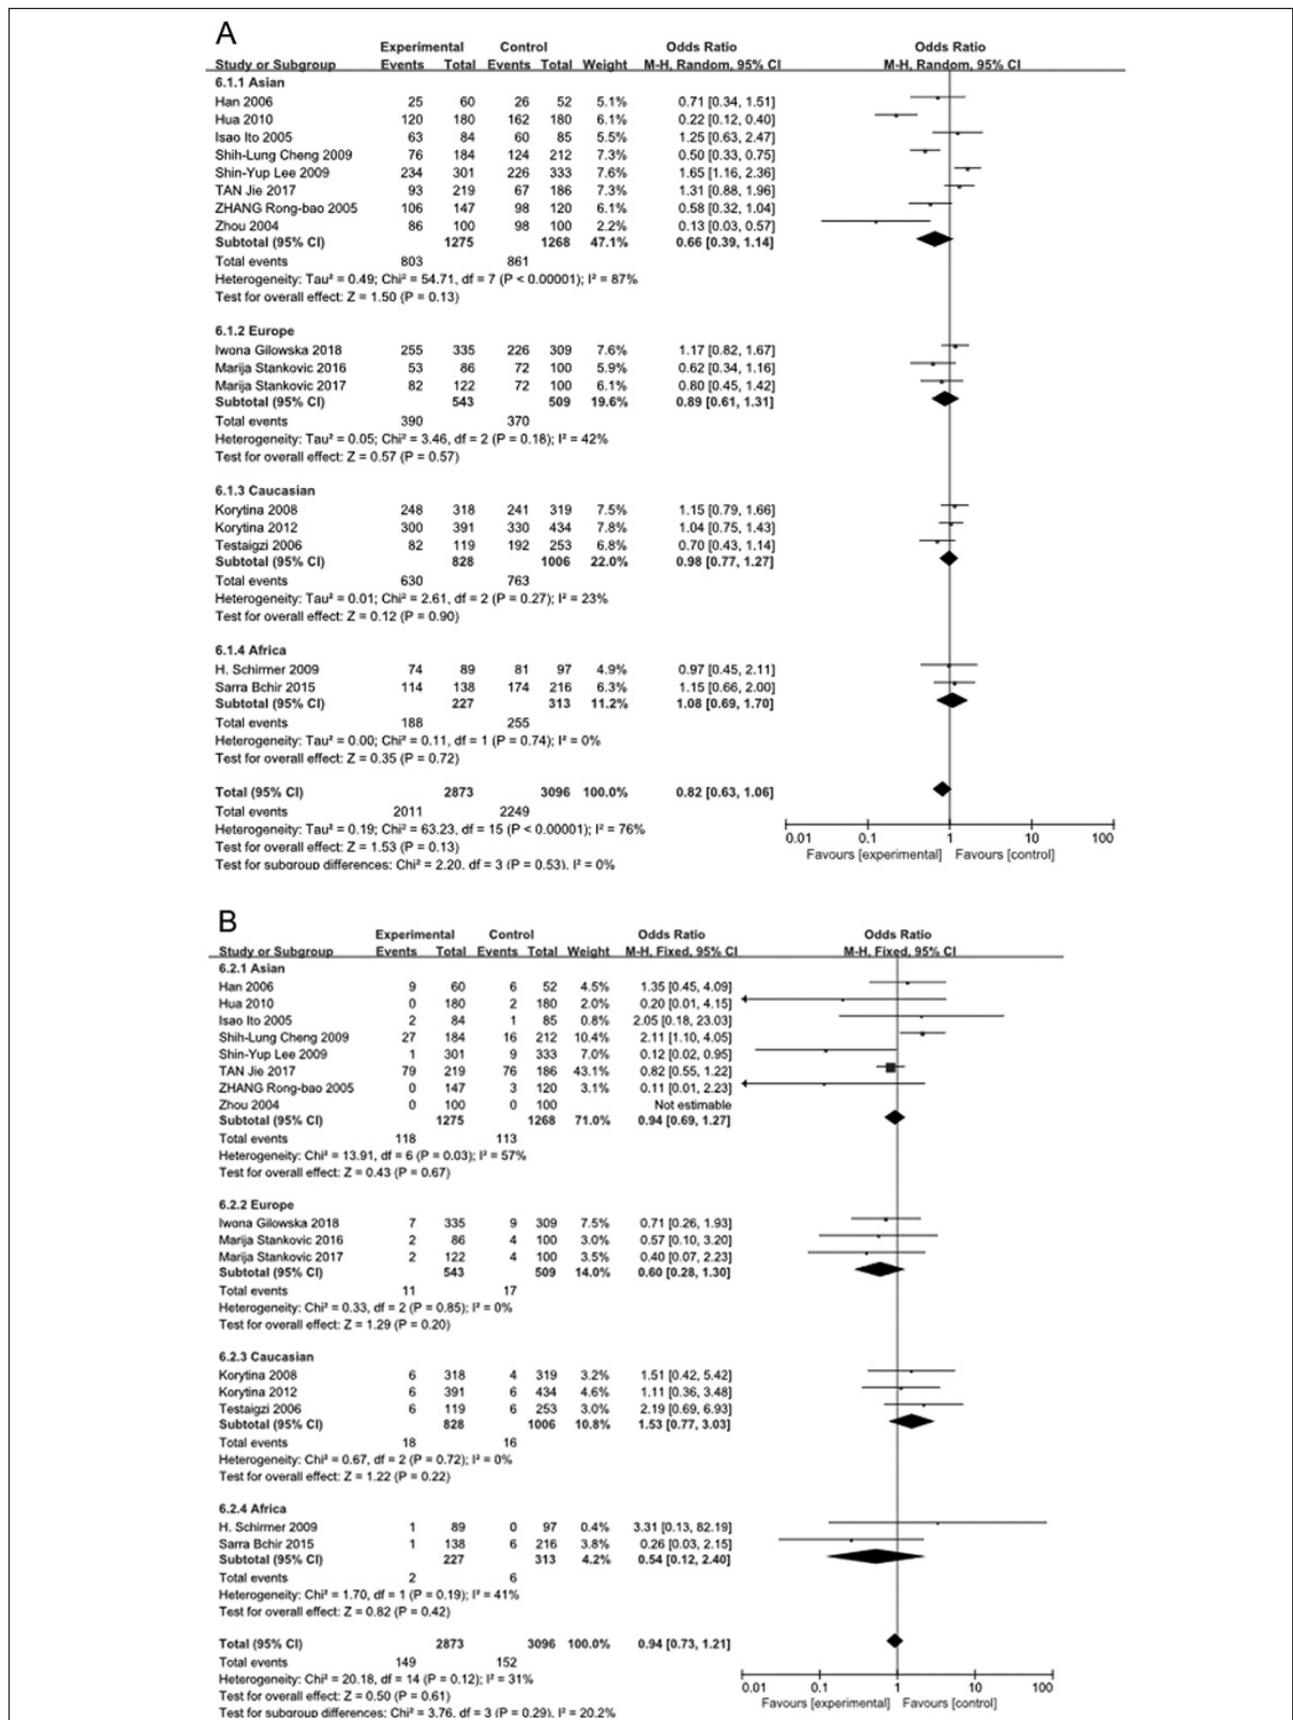 A
Experimental Control Odds Ratio Odds Ratio
Study or Subgroup Events Total Events Total Weight M-H, Random, 95% CI M-H, Random, 95% CI
6.1.1 Asian
Han 2006 25 60 26 52 5.1% 0.71 [0.34, 1.51]
Hua 2010 120 180 162 180 6.1% 0.22 [0.12, 0.40]
Isao Ito 2005 63 84 60 85 5.5% 1.25 [0.63, 2.47]
Shih-Lung Cheng 2009 76 184 124 212 7.3% 0.50 [0.33, 0.75]
Shin-Yup Lee 2009 234 301 226 333 7.6% 1.65 [1.16, 2.36]
TAN Jie 2017 93 219 67 186 7.3% 1.31 [0.88, 1.96]
ZHANG Rong-bao 2005 106 147 98 120 6.1% 0.58 [0.32, 1.04]
Zhou 2004 86 100 98 100 2.2% 0.13 [0.03, 0.57]
Subtotal (95% CI) 1275 1268 47.1% 0.66 [0.39, 1.14]
Total events 803 861
Heterogeneity: Tau² = 0.49; Chi² = 54.71, df = 7 (P < 0.00001); I² = 87%
Test for overall effect: Z = 1.50 (P = 0.13)
6.1.2 Europe
Iwona Gilowska 2018 255 335 226 309 7.6% 1.17 [0.82, 1.67]
Marija Stankovic 2016 53 86 72 100 5.9% 0.62 [0.34, 1.16]
Marija Stankovic 2017 82 122 72 100 6.1% 0.80 [0.45, 1.42]
Subtotal (95% CI) 543 509 19.6% 0.89 [0.61, 1.31]
Total events 390 370
Heterogeneity: Tau² = 0.05; Chi² = 3.46, df = 2 (P = 0.18); I² = 42%
Test for overall effect: Z = 0.57 (P = 0.57)
6.1.3 Caucasian
Korytina 2008 248 318 241 319 7.5% 1.15 [0.79, 1.66]
Korytina 2012 300 391 330 434 7.8% 1.04 [0.75, 1.43]
Testaigzi 2006 82 119 192 253 6.8% 0.70 [0.43, 1.14]
Subtotal (95% CI) 828 1006 22.0% 0.98 [0.77, 1.27]
Total events 630 763
Heterogeneity: Tau² = 0.01; Chi² = 2.61, df = 2 (P = 0.27); I² = 23%
Test for overall effect: Z = 0.12 (P = 0.90)
6.1.4 Africa
H. Schirmer 2009 74 89 81 97 4.9% 0.97 [0.45, 2.11]
Sarra Bchir 2015 114 138 174 216 6.3% 1.15 [0.66, 2.00]
Subtotal (95% CI) 227 313 11.2% 1.08 [0.69, 1.70]
Total events 188 255
Heterogeneity: Tau² = 0.00; Chi² = 0.11, df = 1 (P = 0.74); I² = 0%
Test for overall effect: Z = 0.35 (P = 0.72)
Total (95% CI) 2873 3096 100.0% 0.82 [0.63, 1.06]
Total events 2011 2249
Heterogeneity: Tau² = 0.19; Chi² = 63.23, df = 15 (P < 0.00001); I² = 76%
Test for overall effect: Z = 1.53 (P = 0.13)
Test for subgroup differences: Chi² = 2.20, df = 3 (P = 0.53), I² = 0%
0.01 0.1 1 10 100
Favours [experimental] Favours [control]
B
Experimental Control Odds Ratio Odds Ratio
Study or Subgroup Events Total Events Total Weight M-H, Fixed, 95% CI M-H, Fixed, 95% CI
6.2.1 Asian
Han 2006 9 60 6 52 4.5% 1.35 [0.45, 4.09]
Hua 2010 0 180 2 180 2.0% 0.20 [0.01, 4.15]
Isao Ito 2005 2 84 1 85 0.8% 2.05 [0.18, 23.03]
Shih-Lung Cheng 2009 27 184 16 212 10.4% 2.11 [1.10, 4.05]
Shin-Yup Lee 2009 1 301 9 333 7.0% 0.12 [0.02, 0.95]
TAN Jie 2017 79 219 76 186 43.1% 0.82 [0.55, 1.22]
ZHANG Rong-bao 2005 0 147 3 120 3.1% 0.11 [0.01, 2.23]
Zhou 2004 0 100 0 100 Not estimable
Subtotal (95% CI) 1275 1268 71.0% 0.94 [0.69, 1.27]
Total events 118 113
Heterogeneity: Chi² = 13.91, df = 6 (P = 0.03); I² = 57%
Test for overall effect: Z = 0.43 (P = 0.67)
6.2.2 Europe
Iwona Gilowska 2018 7 335 9 309 7.5% 0.71 [0.26, 1.93]
Marija Stankovic 2016 2 86 4 100 3.0% 0.57 [0.10, 3.20]
Marija Stankovic 2017 2 122 4 100 3.5% 0.40 [0.07, 2.23]
Subtotal (95% CI) 543 509 14.0% 0.60 [0.28, 1.30]
Total events 11 17
Heterogeneity: Chi² = 0.33, df = 2 (P = 0.85); I² = 0%
Test for overall effect: Z = 1.29 (P = 0.20)
6.2.3 Caucasian
Korytina 2008 6 318 4 319 3.2% 1.51 [0.42, 5.42]
Korytina 2012 6 391 6 434 4.6% 1.11 [0.36, 3.48]
Testaigzi 2006 6 119 6 253 3.0% 2.19 [0.69, 6.93]
Subtotal (95% CI) 828 1006 10.8% 1.53 [0.77, 3.03]
Total events 18 16
Heterogeneity: Chi² = 0.67, df = 2 (P = 0.72); I² = 0%
Test for overall effect: Z = 1.22 (P = 0.22)
6.2.4 Africa
H. Schirmer 2009 1 89 0 97 0.4% 3.31 [0.13, 82.19]
Sarra Bchir 2015 1 138 6 216 3.8% 0.26 [0.03, 2.15]
Subtotal (95% CI) 227 313 4.2% 0.54 [0.12, 2.40]
Total events 2 6
Heterogeneity: Chi² = 1.70, df = 1 (P = 0.19); I² = 41%
Test for overall effect: Z = 0.82 (P = 0.42)
Total (95% CI) 2873 3096 100.0% 0.94 [0.73, 1.21]
Total events 149 152
Heterogeneity: Chi² = 20.18, df = 14 (P = 0.12); I² = 31%
Test for overall effect: Z = 0.50 (P = 0.61)
Test for subgroup differences: Chi² = 3.76, df = 3 (P = 0.29), I² = 20.2%
0.01 0.1 1 10 100
Favours [experimental] Favours [control]